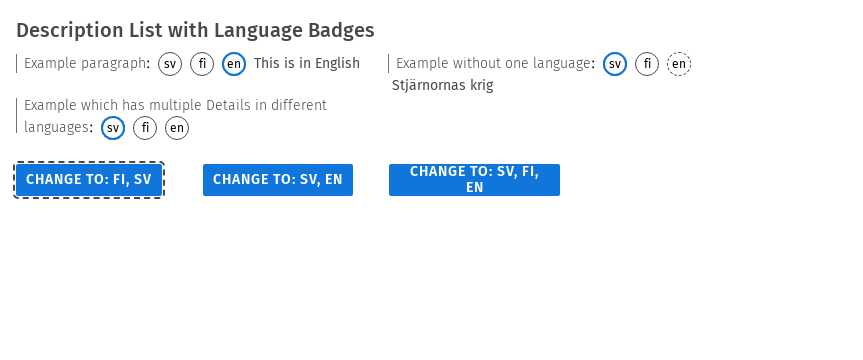 Description List with Language Badges
Example paragraph: sv fi en This is in English
Example without one language: sv fi en
Stjärnornas krig
Example which has multiple Details in different
languages: sv fi en
CHANGE TO: FI, SV
CHANGE TO: SV, EN
CHANGE TO: SV, FI,
EN